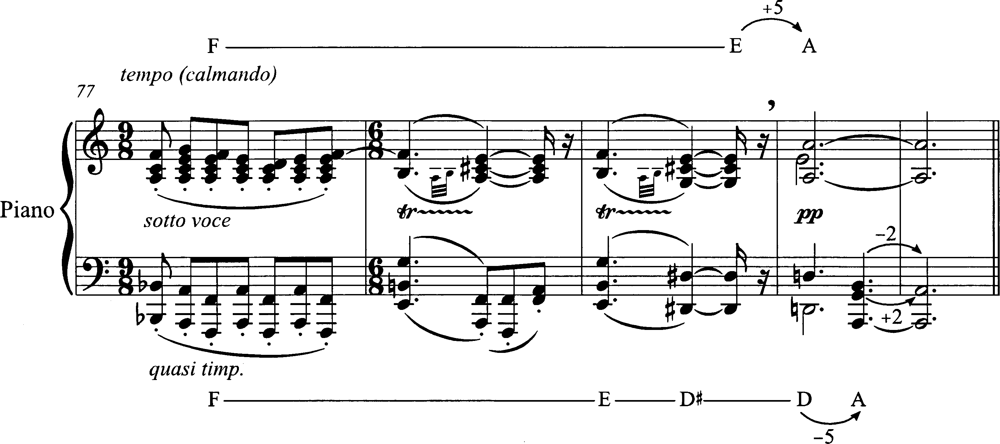 +5
F E A
tempo (calmando)
77
9 8 6 8
Piano
sotto voce
tr tr pp
-2
9 8 6 8
+2
quasi timp.
F E D♯ D A
-5